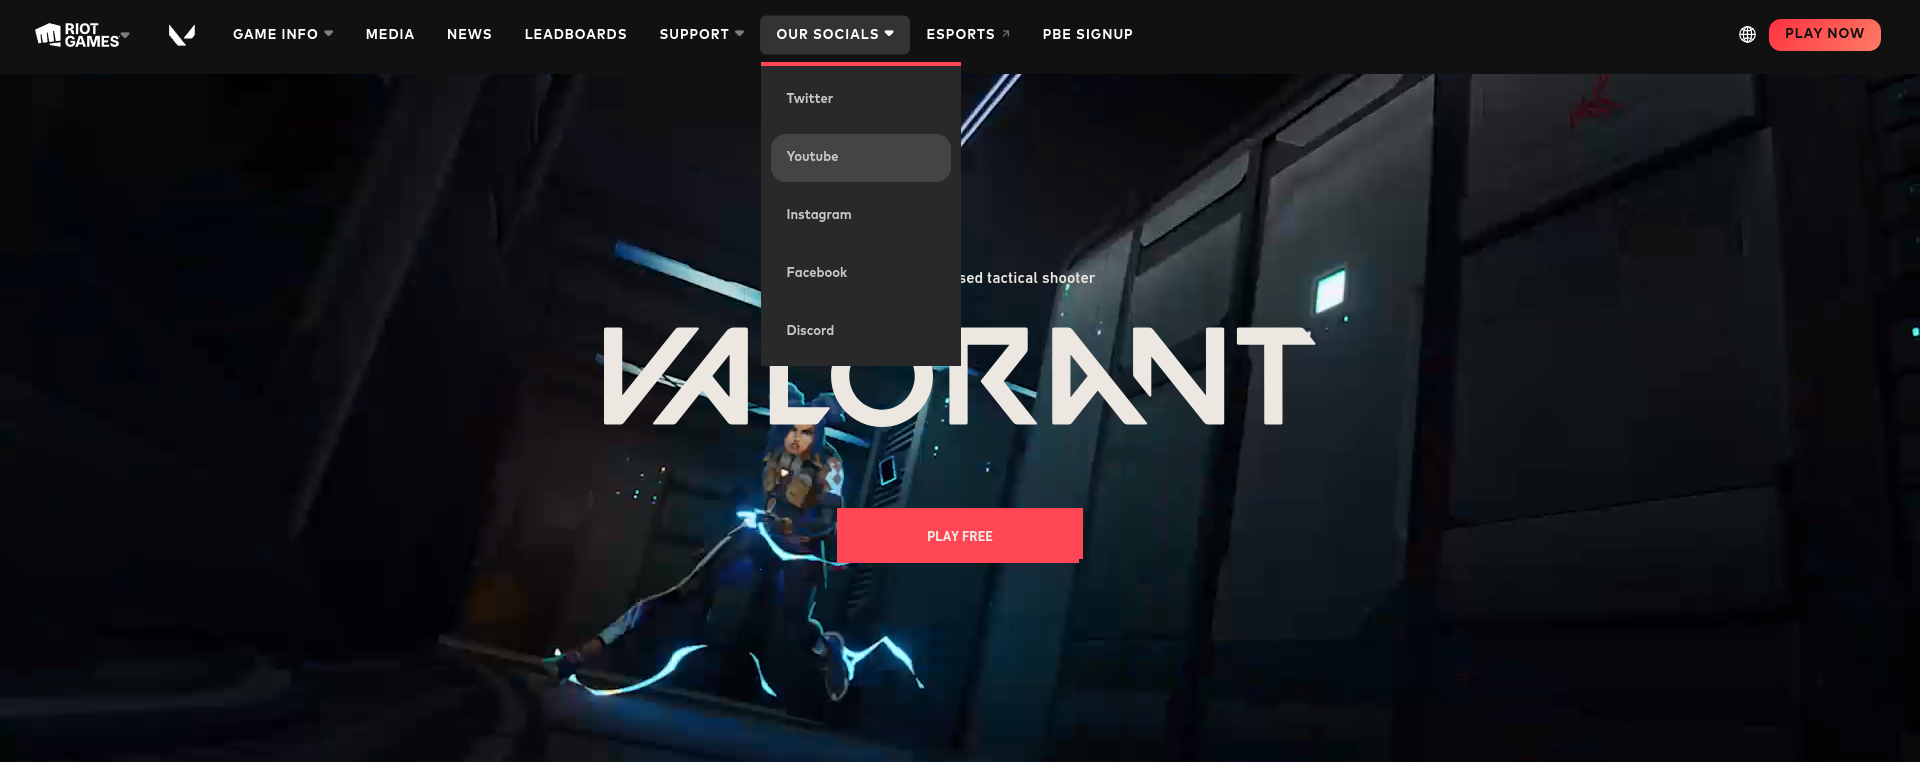 RIOT GAMES
GAME INFO
MEDIA
NEWS
LEADBOARDS
SUPPORT
OUR SOCIALS
ESPORTS
PBE SIGNUP
PLAY NOW
Twitter
Youtube
Instagram
Facebook
Discord
sed tactical shooter
VALORANT
PLAY FREE